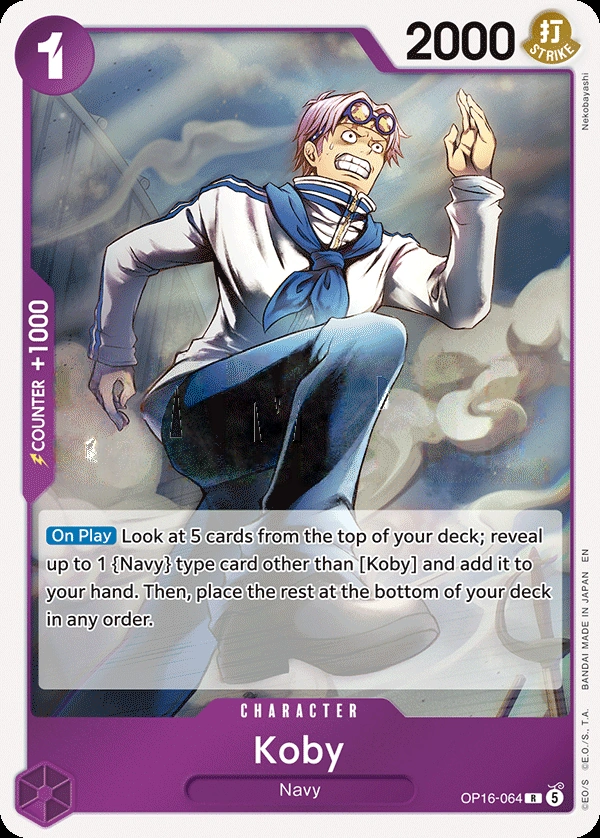 1
2000
打
STRIKE
Nekobayashi
COUNTER +1000
On Play Look at 5 cards from the top of your deck; reveal
up to 1 {Navy} type card other than [Koby] and add it to
your hand. Then, place the rest at the bottom of your deck
in any order.
CHARACTER
Koby
Navy
OP16-064 R 5
©EO/S ©E.O./S., T.A. BANDAI MADE IN JAPAN EN